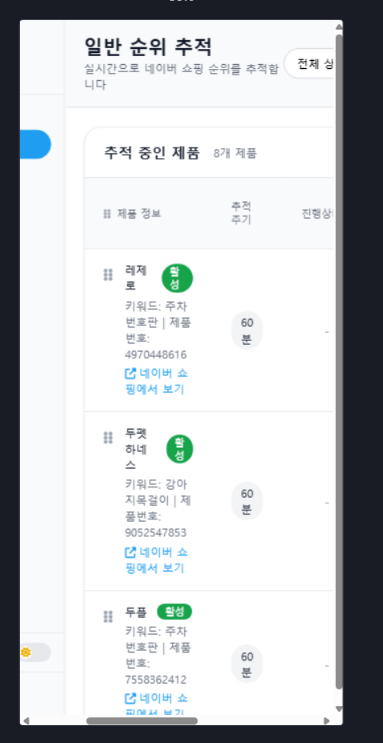 일반 순위 추적
실시간으로 네이버 쇼핑 순위를 추적합
니다
전체 상
추적 중인 제품 8개 제품
제품 정보
추적
주기
진행상
레제
로
활
성
키워드: 주차
번호판 | 제품
번호:
4970448616
네이버 쇼
핑에서 보기
60
분
-
두펫
하네
스
활
성
키워드: 강아
지목걸이 | 제
품번호:
9052547853
네이버 쇼
핑에서 보기
60
분
-
두플 활성
키워드: 주차
번호판 | 제품
번호:
7558362412
네이버 쇼
핑에서 보기
60
분
-